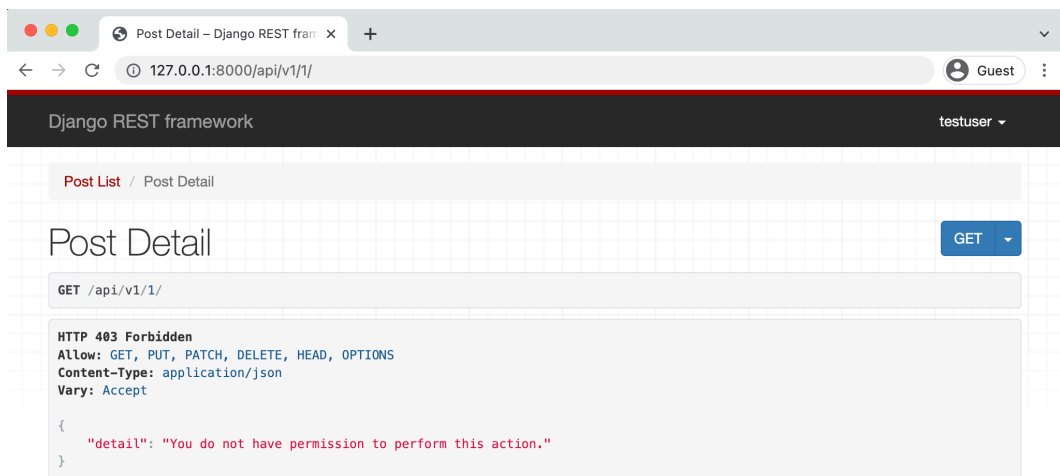 Post Detail – Django REST fram
127.0.0.1:8000/api/v1/1/
Guest
Django REST framework
testuser
Post List / Post Detail
Post Detail
GET
GET /api/v1/1/
HTTP 403 Forbidden
Allow: GET, PUT, PATCH, DELETE, HEAD, OPTIONS
Content-Type: application/json
Vary: Accept
{
"detail": "You do not have permission to perform this action."
}